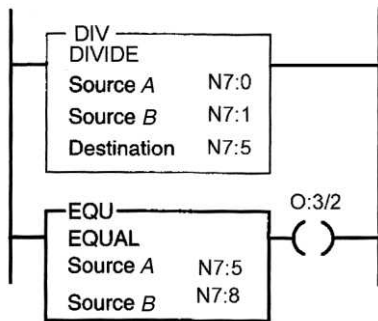 DIV
DIVIDE
Source A N7:0
Source B N7:1
Destination N7:5
O:3/2
EQU
EQUAL
Source A N7:5
Source B N7:8